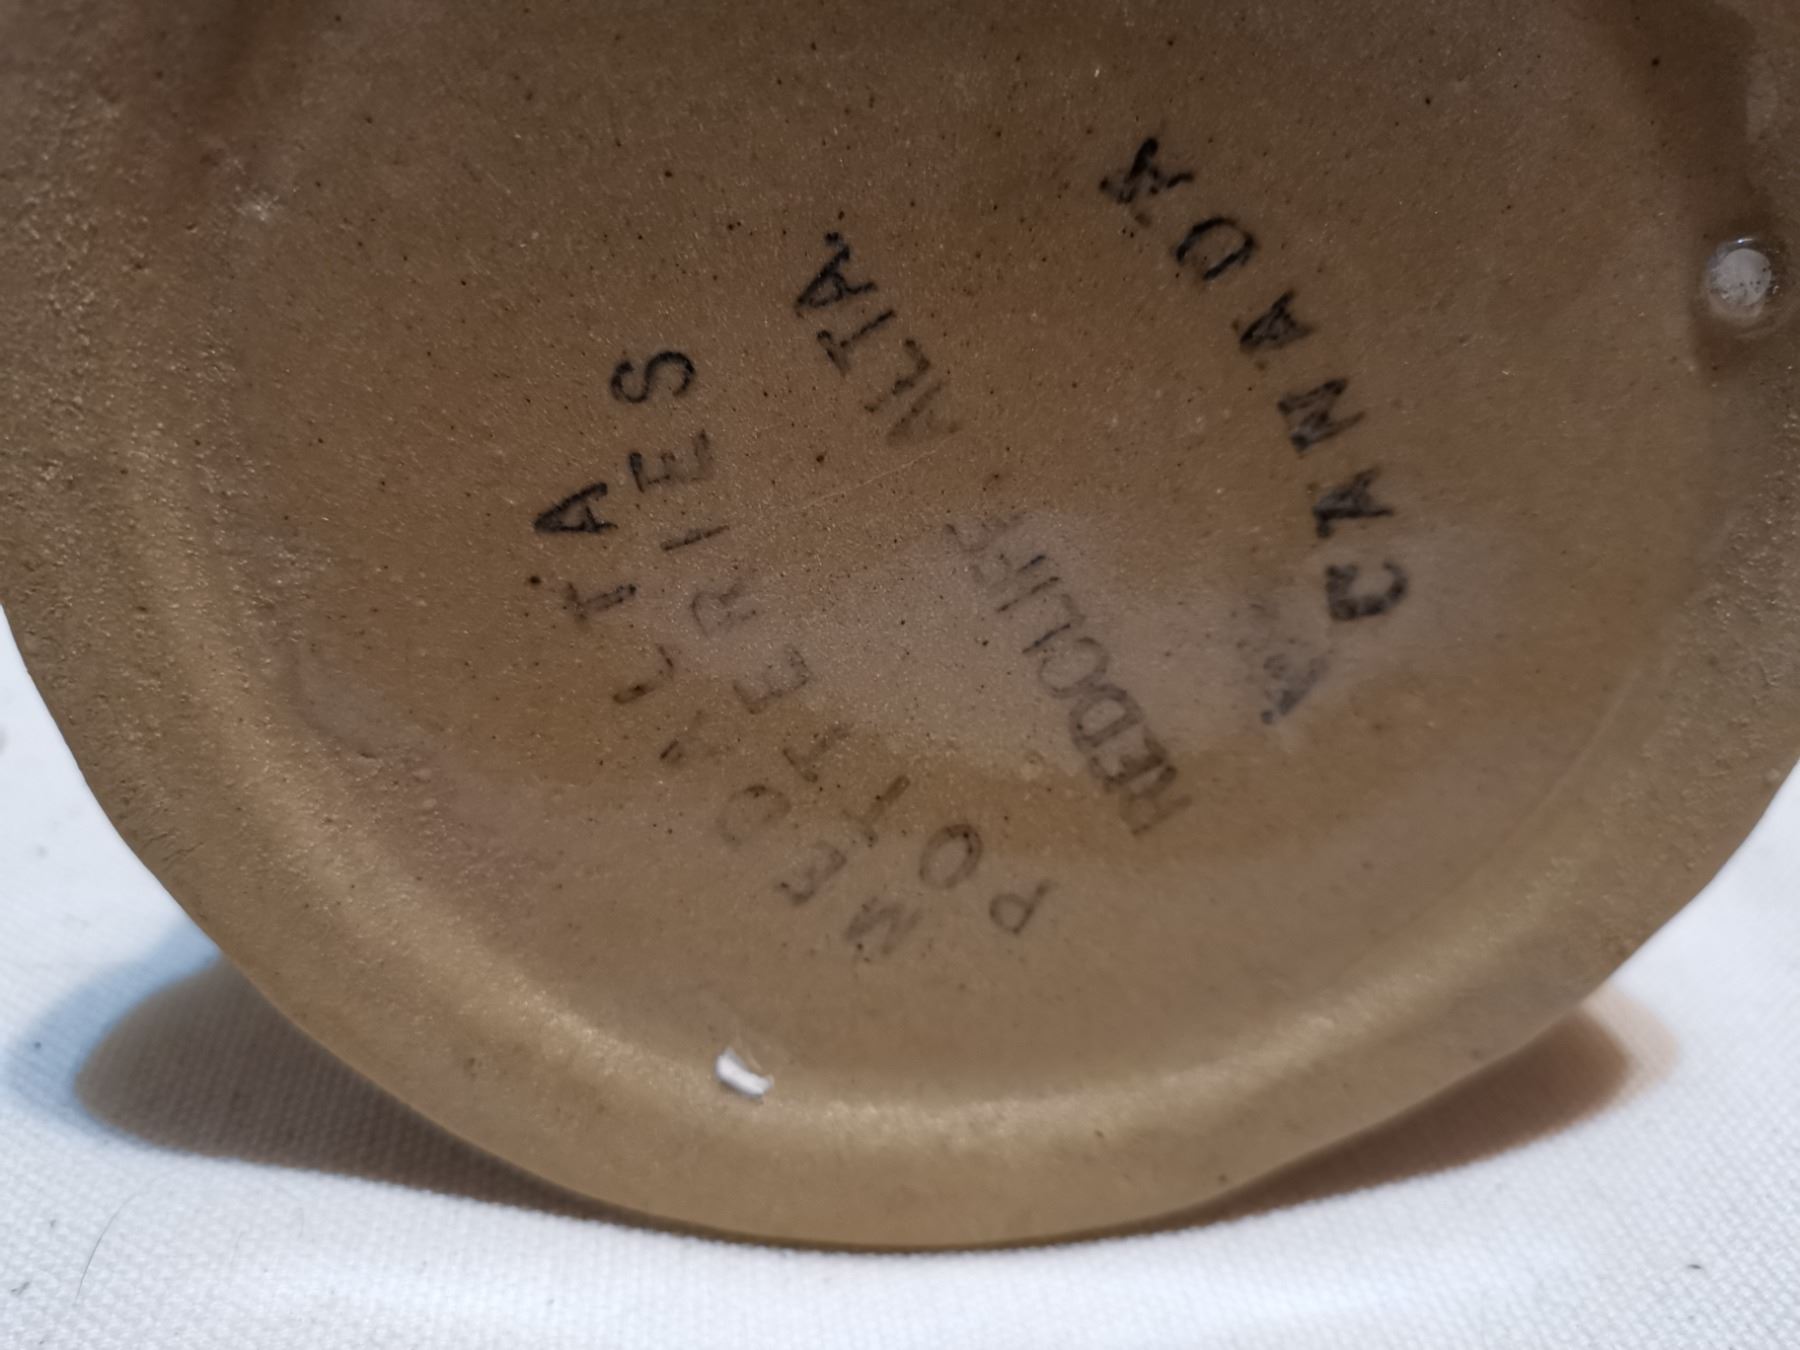 MEDALTA
POTTERIES
REDCLIFF ALTA
CANADA